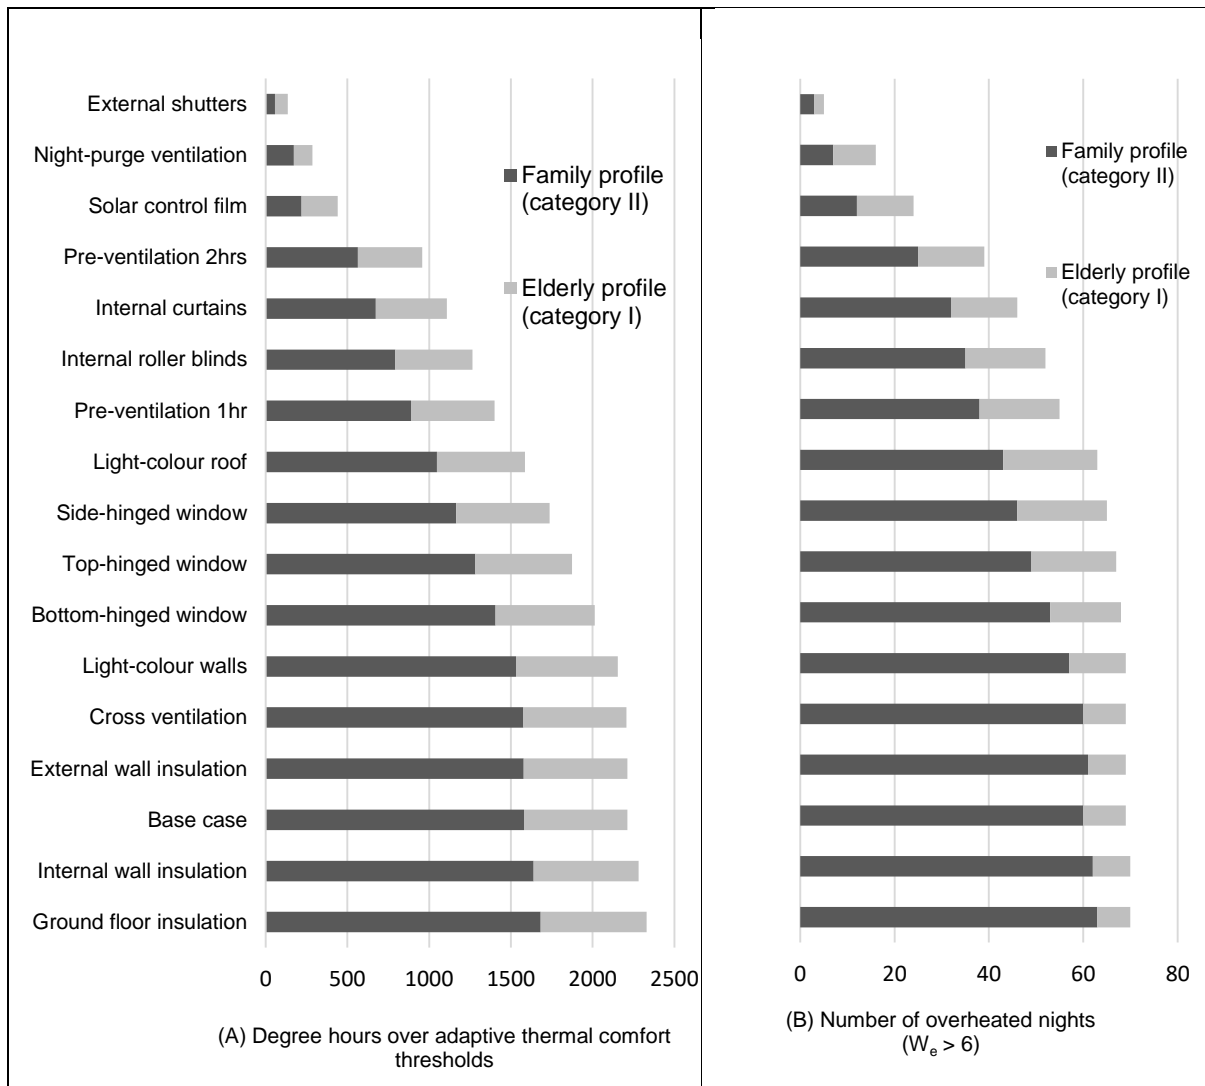 External shutters
Night-purge ventilation
Solar control film
Pre-ventilation 2hrs
Internal curtains
Internal roller blinds
Pre-ventilation 1hr
Light-colour roof
Side-hinged window
Top-hinged window
Bottom-hinged window
Light-colour walls
Cross ventilation
External wall insulation
Base case
Internal wall insulation
Ground floor insulation
Family profile
(category II)
Elderly profile
(category I)
0 500 1000 1500 2000 2500
(A) Degree hours over adaptive thermal comfort
thresholds
Family profile
(category II)
Elderly profile
(category I)
0 20 40 60 80
(B) Number of overheated nights
(We > 6)